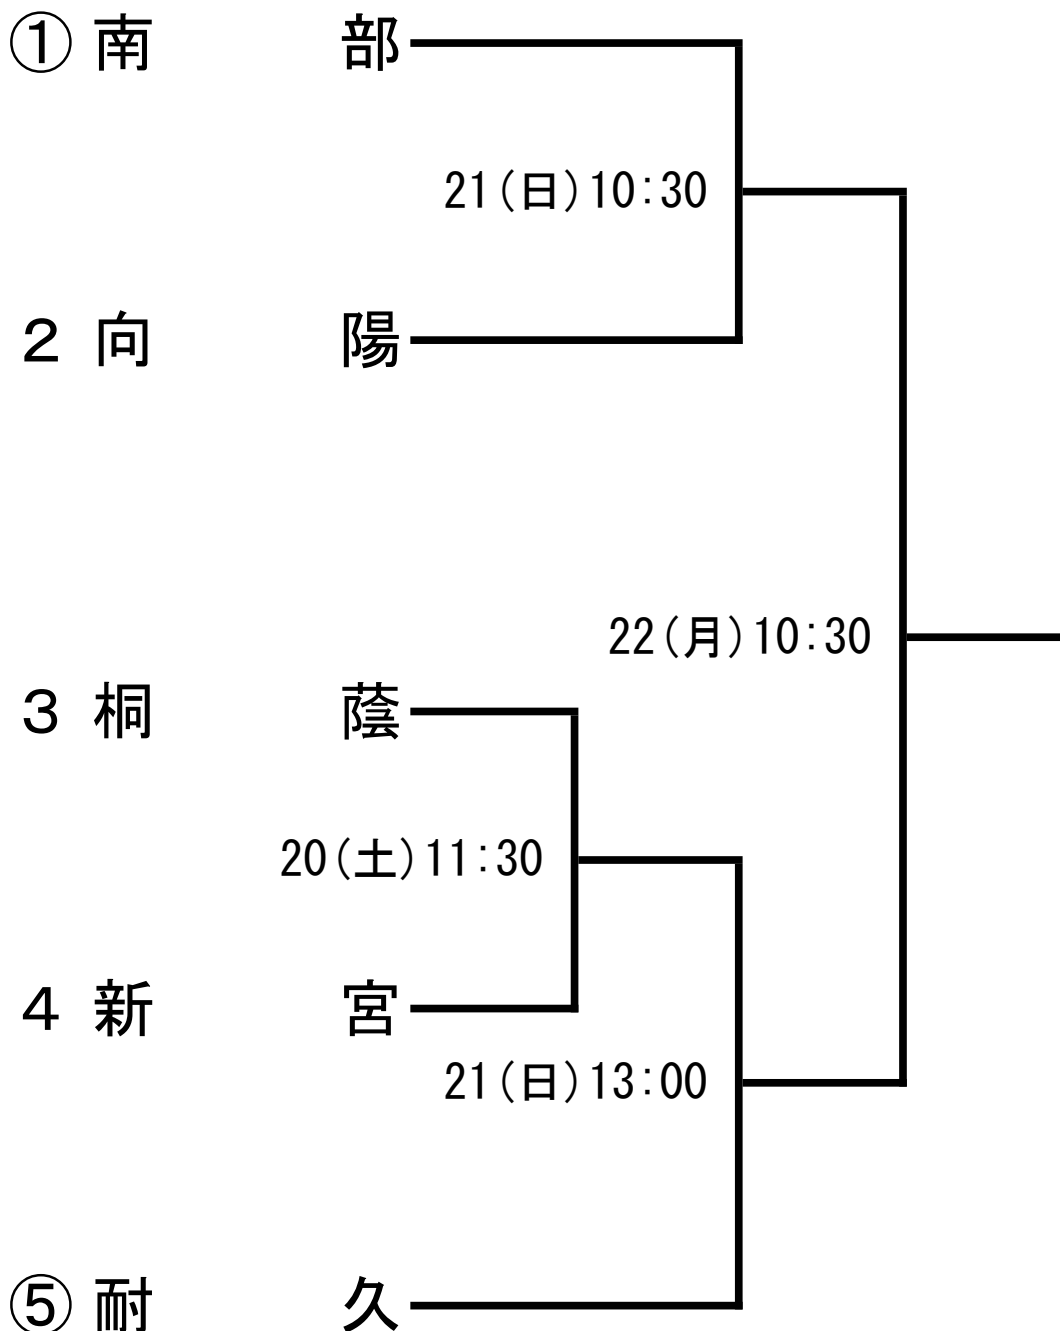 ① 南 部
21(日)10:30
2 向 陽
22(月)10:30
3 桐 蔭
20(土)11:30
4 新 宮
21(日)13:00
⑤ 耐 久